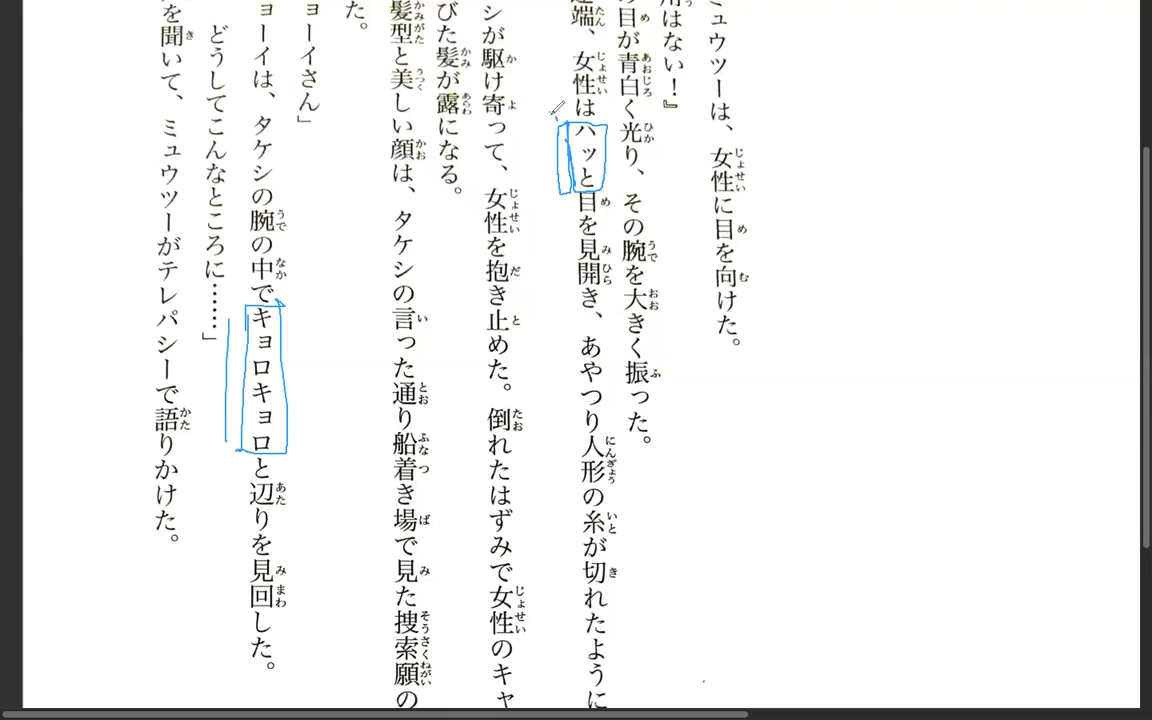 ミュウツーは、女性に目を向けた。
用はない！』
の目が青白く光り、その腕を大きく振った。
途端、女性はハッと目を見開き、あやつり人形の糸が切れたように
シが駆け寄って、女性を抱き止めた。倒れたはずみで女性のキャ
びた髪が露になる。
髪型と美しい顔は、タケシの言った通り船着き場で見た捜索願の
た。
ョーイさん」
ョーイは、タケシの腕の中でキョロキョロと辺りを見回した。
どうしてこんなところに……」
を聞いて、ミュウツーがテレパシーで語りかけた。